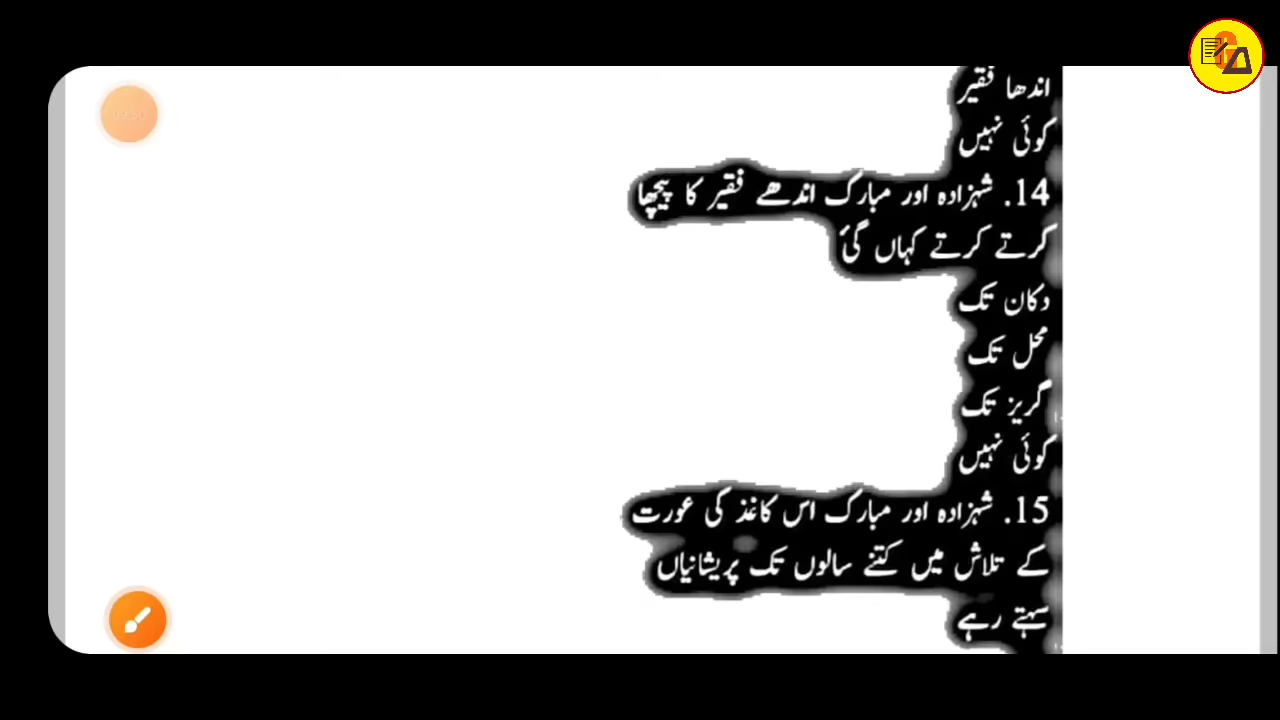 اندھا فقیر
کوئی نہیں
14. شہزادہ اور مبارک اندھے فقیر کا پیچھا
کرتے کرتے کہاں گئ
دکان تک
محل تک
گریز تک
کوئی نہیں
15. شہزادہ اور مبارک اس کاغذ کی عورت
کے تلاش میں کتنے سالوں تک پریشانیاں
سہتے رہے